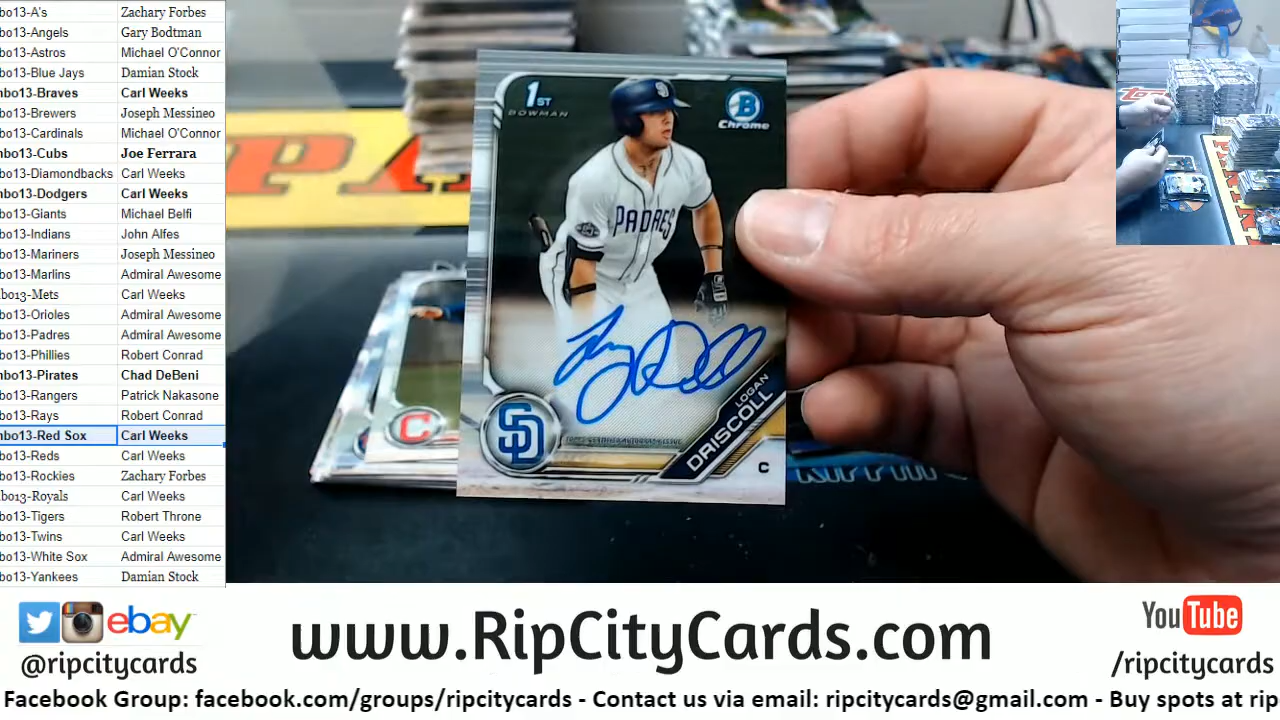 bo13-A's Zachary Forbes
bo13-Angels Gary Bodtman
bo13-Astros Michael O'Connor
bo13-Blue Jays Damian Stock
bo13-Braves Carl Weeks
bo13-Brewers Joseph Messineo
bo13-Cardinals Michael O'Connor
nbo13-Cubs Joe Ferrara
bo13-Diamondbacks Carl Weeks
nbo13-Dodgers Carl Weeks
bo13-Giants Michael Belfi
bo13-Indians John Alfes
bo13-Mariners Joseph Messineo
bo13-Marlins Admiral Awesome
bo13-Mets Carl Weeks
bo13-Orioles Admiral Awesome
bo13-Padres Admiral Awesome
bo13-Phillies Robert Conrad
nbo13-Pirates Chad DeBeni
bo13-Rangers Patrick Nakasone
bo13-Rays Robert Conrad
nbo13-Red Sox Carl Weeks
bo13-Reds Carl Weeks
bo13-Rockies Zachary Forbes
bo13-Royals Carl Weeks
bo13-Tigers Robert Throne
bo13-Twins Carl Weeks
bo13-White Sox Admiral Awesome
bo13-Yankees Damian Stock
1ST
BOWMAN
B
Chrome
SD
PADRES
LOGAN
DRISCOLL
SD
C
C
ebay
@ripcitycards
www.RipCityCards.com
YouTube
/ripcitycards
Facebook Group: facebook.com/groups/ripcitycards - Contact us via email: ripcitycards@gmail.com - Buy spots at rip